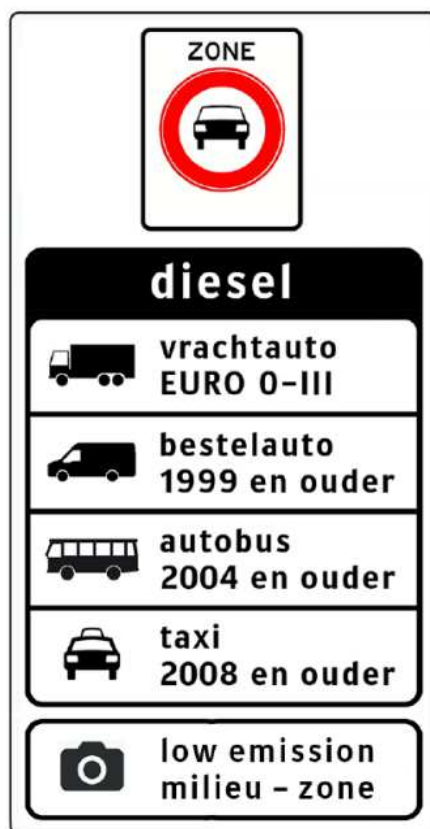 ZONE
diesel
vrachtauto
EURO 0-III
bestelauto
1999 en ouder
autobus
2004 en ouder
taxi
2008 en ouder
low emission
milieu - zone